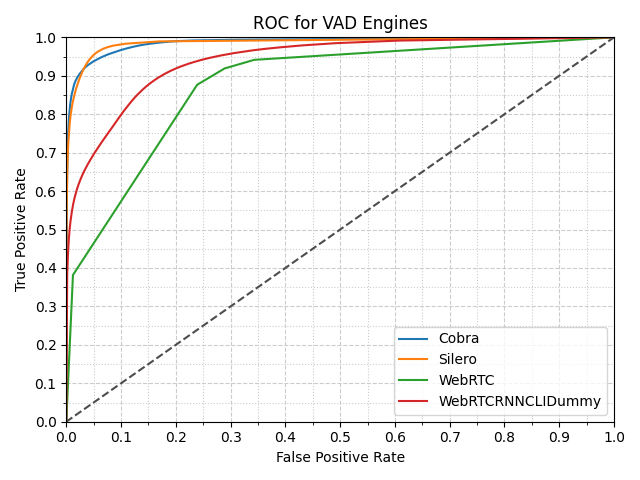 ROC for VAD Engines
True Positive Rate
1.0
0.9
0.8
0.7
0.6
0.5
0.4
0.3
0.2
0.1
0.0
Cobra
Silero
WebRTC
WebRTCRNNCLIDummy
0.0 0.1 0.2 0.3 0.4 0.5 0.6 0.7 0.8 0.9 1.0
False Positive Rate